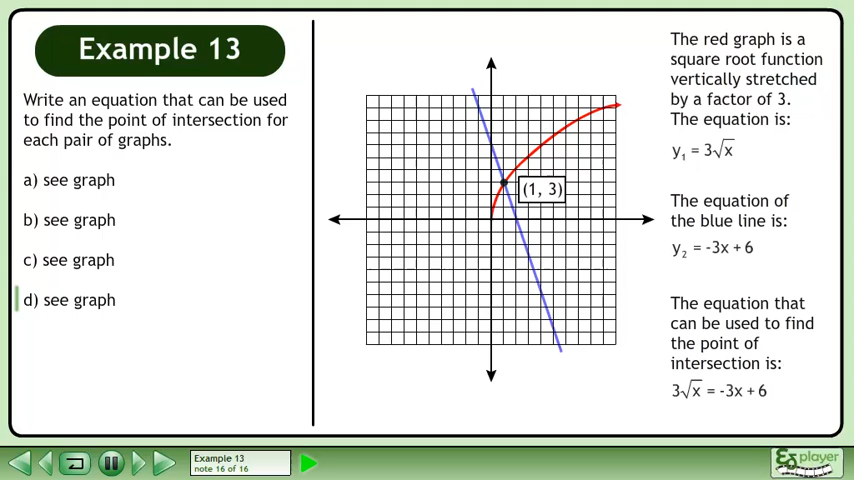 Example 13
Write an equation that can be used
to find the point of intersection for
each pair of graphs.
a) see graph
b) see graph
c) see graph
d) see graph
(1, 3)
The red graph is a
square root function
vertically stretched
by a factor of 3.
The equation is:
y₁ = 3√x
The equation of
the blue line is:
y₂ = -3x + 6
The equation that
can be used to find
the point of
intersection is:
3√x = -3x + 6
Example 13
note 16 of 16
Ez player